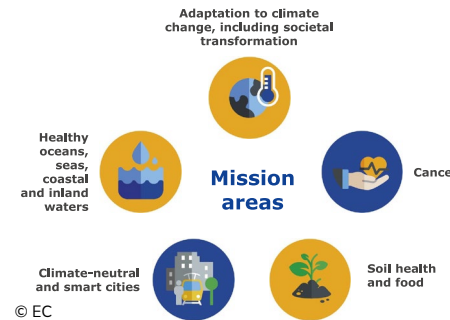 Adaptation to climate
change, including societal
transformation
Healthy
oceans,
seas,
coastal
and inland
waters
Mission
areas
Cance
Climate-neutral
and smart cities
Soil health
and food
© EC